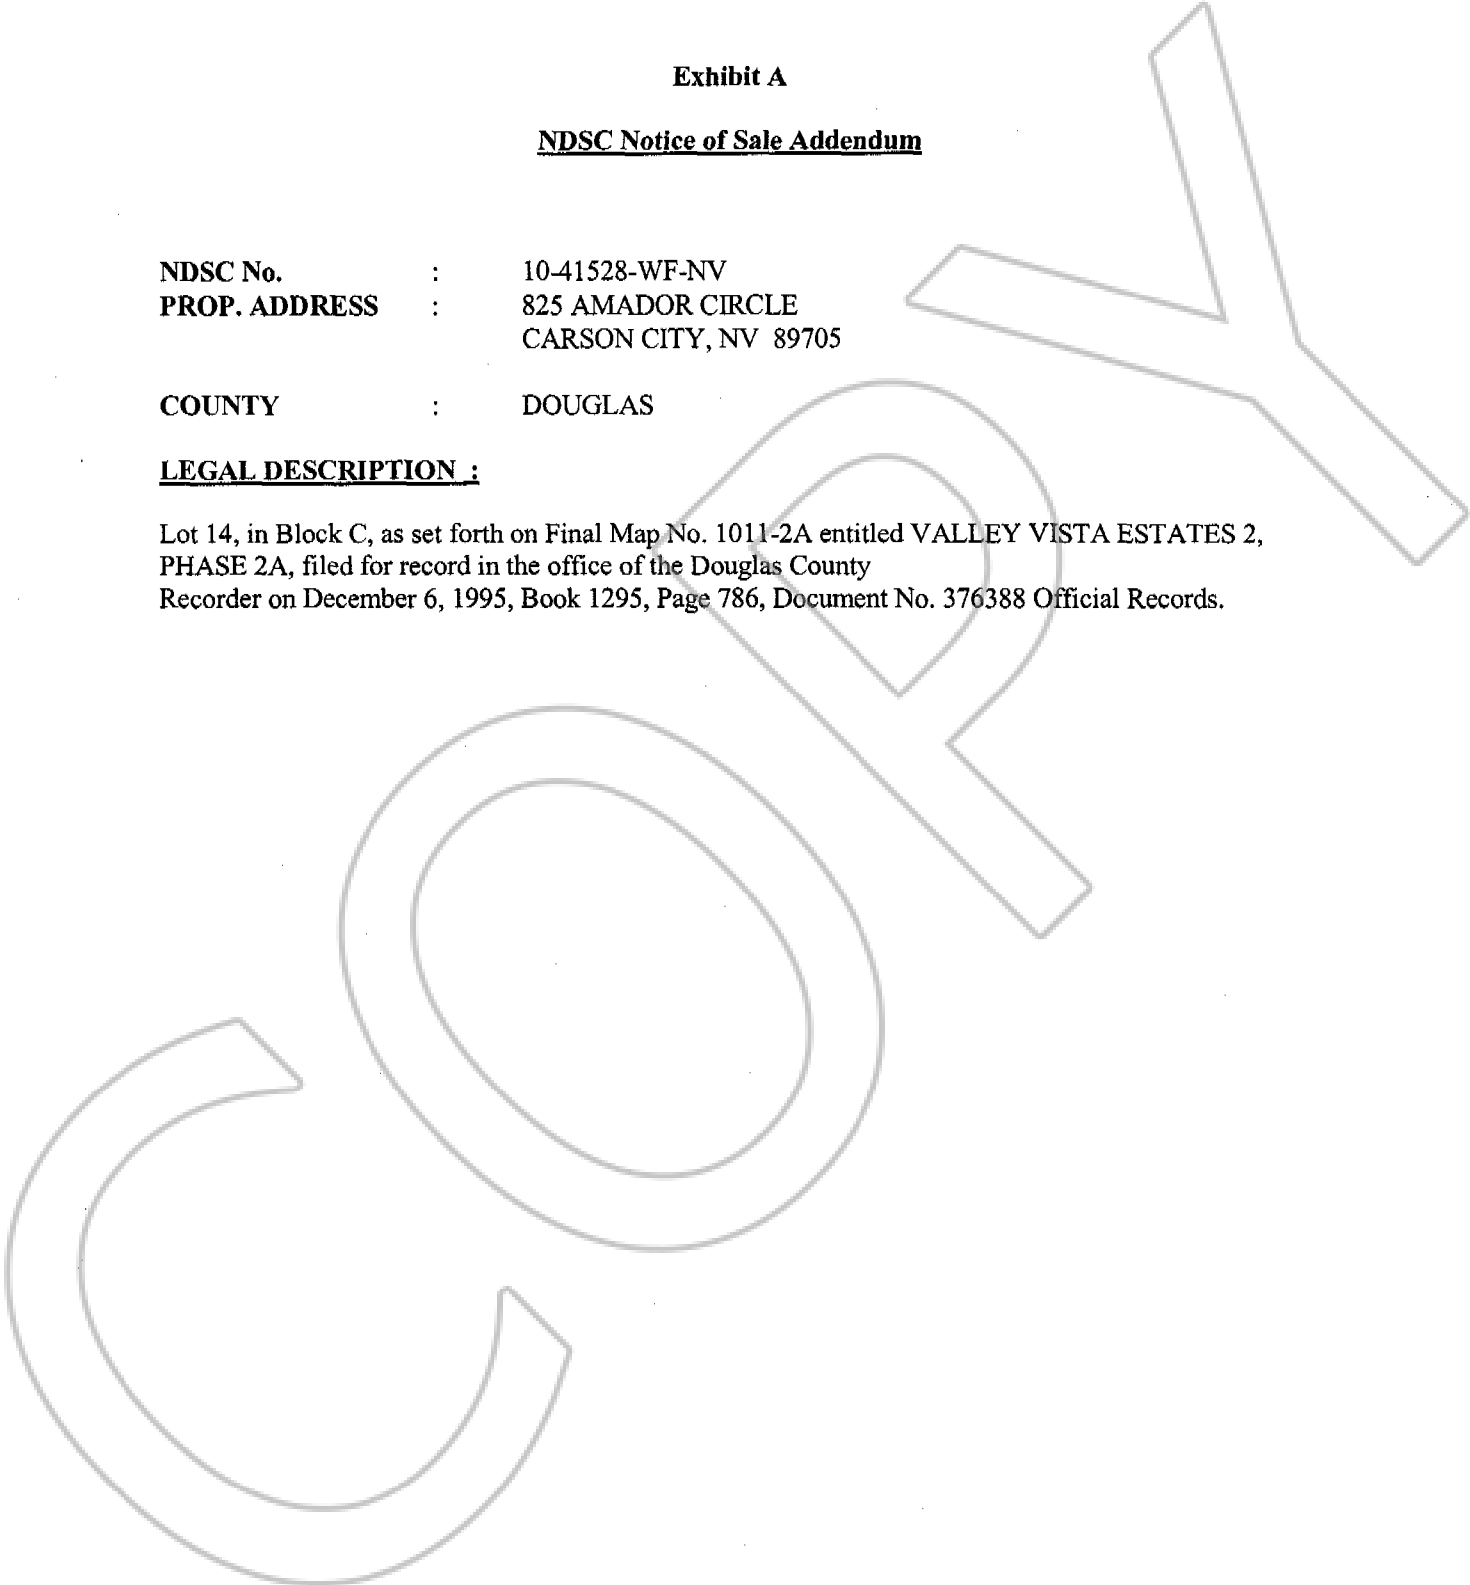 Exhibit A
NDSC Notice of Sale Addendum
NDSC No. : 10-41528-WF-NV
PROP. ADDRESS : 825 AMADOR CIRCLE
CARSON CITY, NV 89705
COUNTY : DOUGLAS
LEGAL DESCRIPTION :
Lot 14, in Block C, as set forth on Final Map No. 1011-2A entitled VALLEY VISTA ESTATES 2,
PHASE 2A, filed for record in the office of the Douglas County
Recorder on December 6, 1995, Book 1295, Page 786, Document No. 376388 Official Records.
COPY